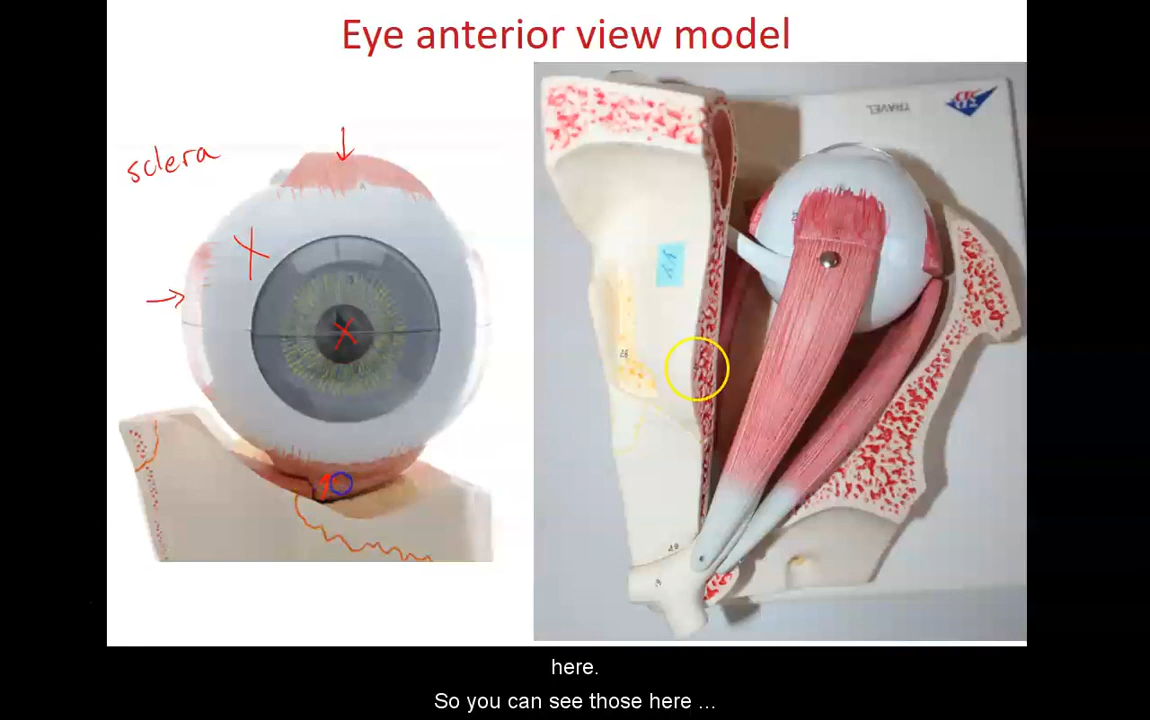 Eye anterior view model
sclera
TRAVEL
here.
So you can see those here ...